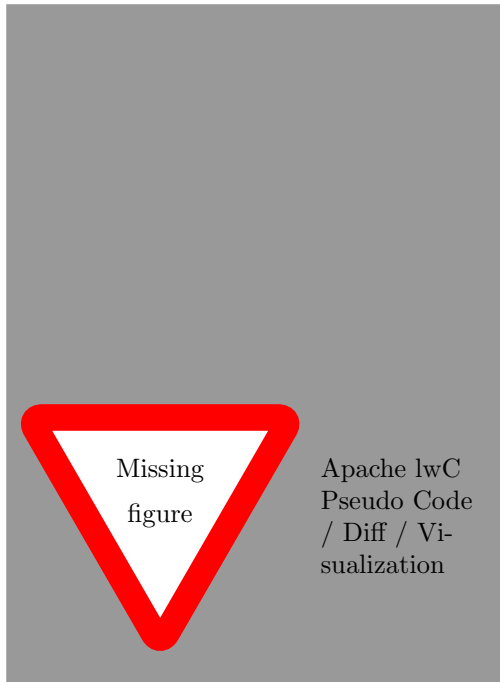 Missing
figure
Apache lwC
Pseudo Code
/ Diff / Vi-
sualization